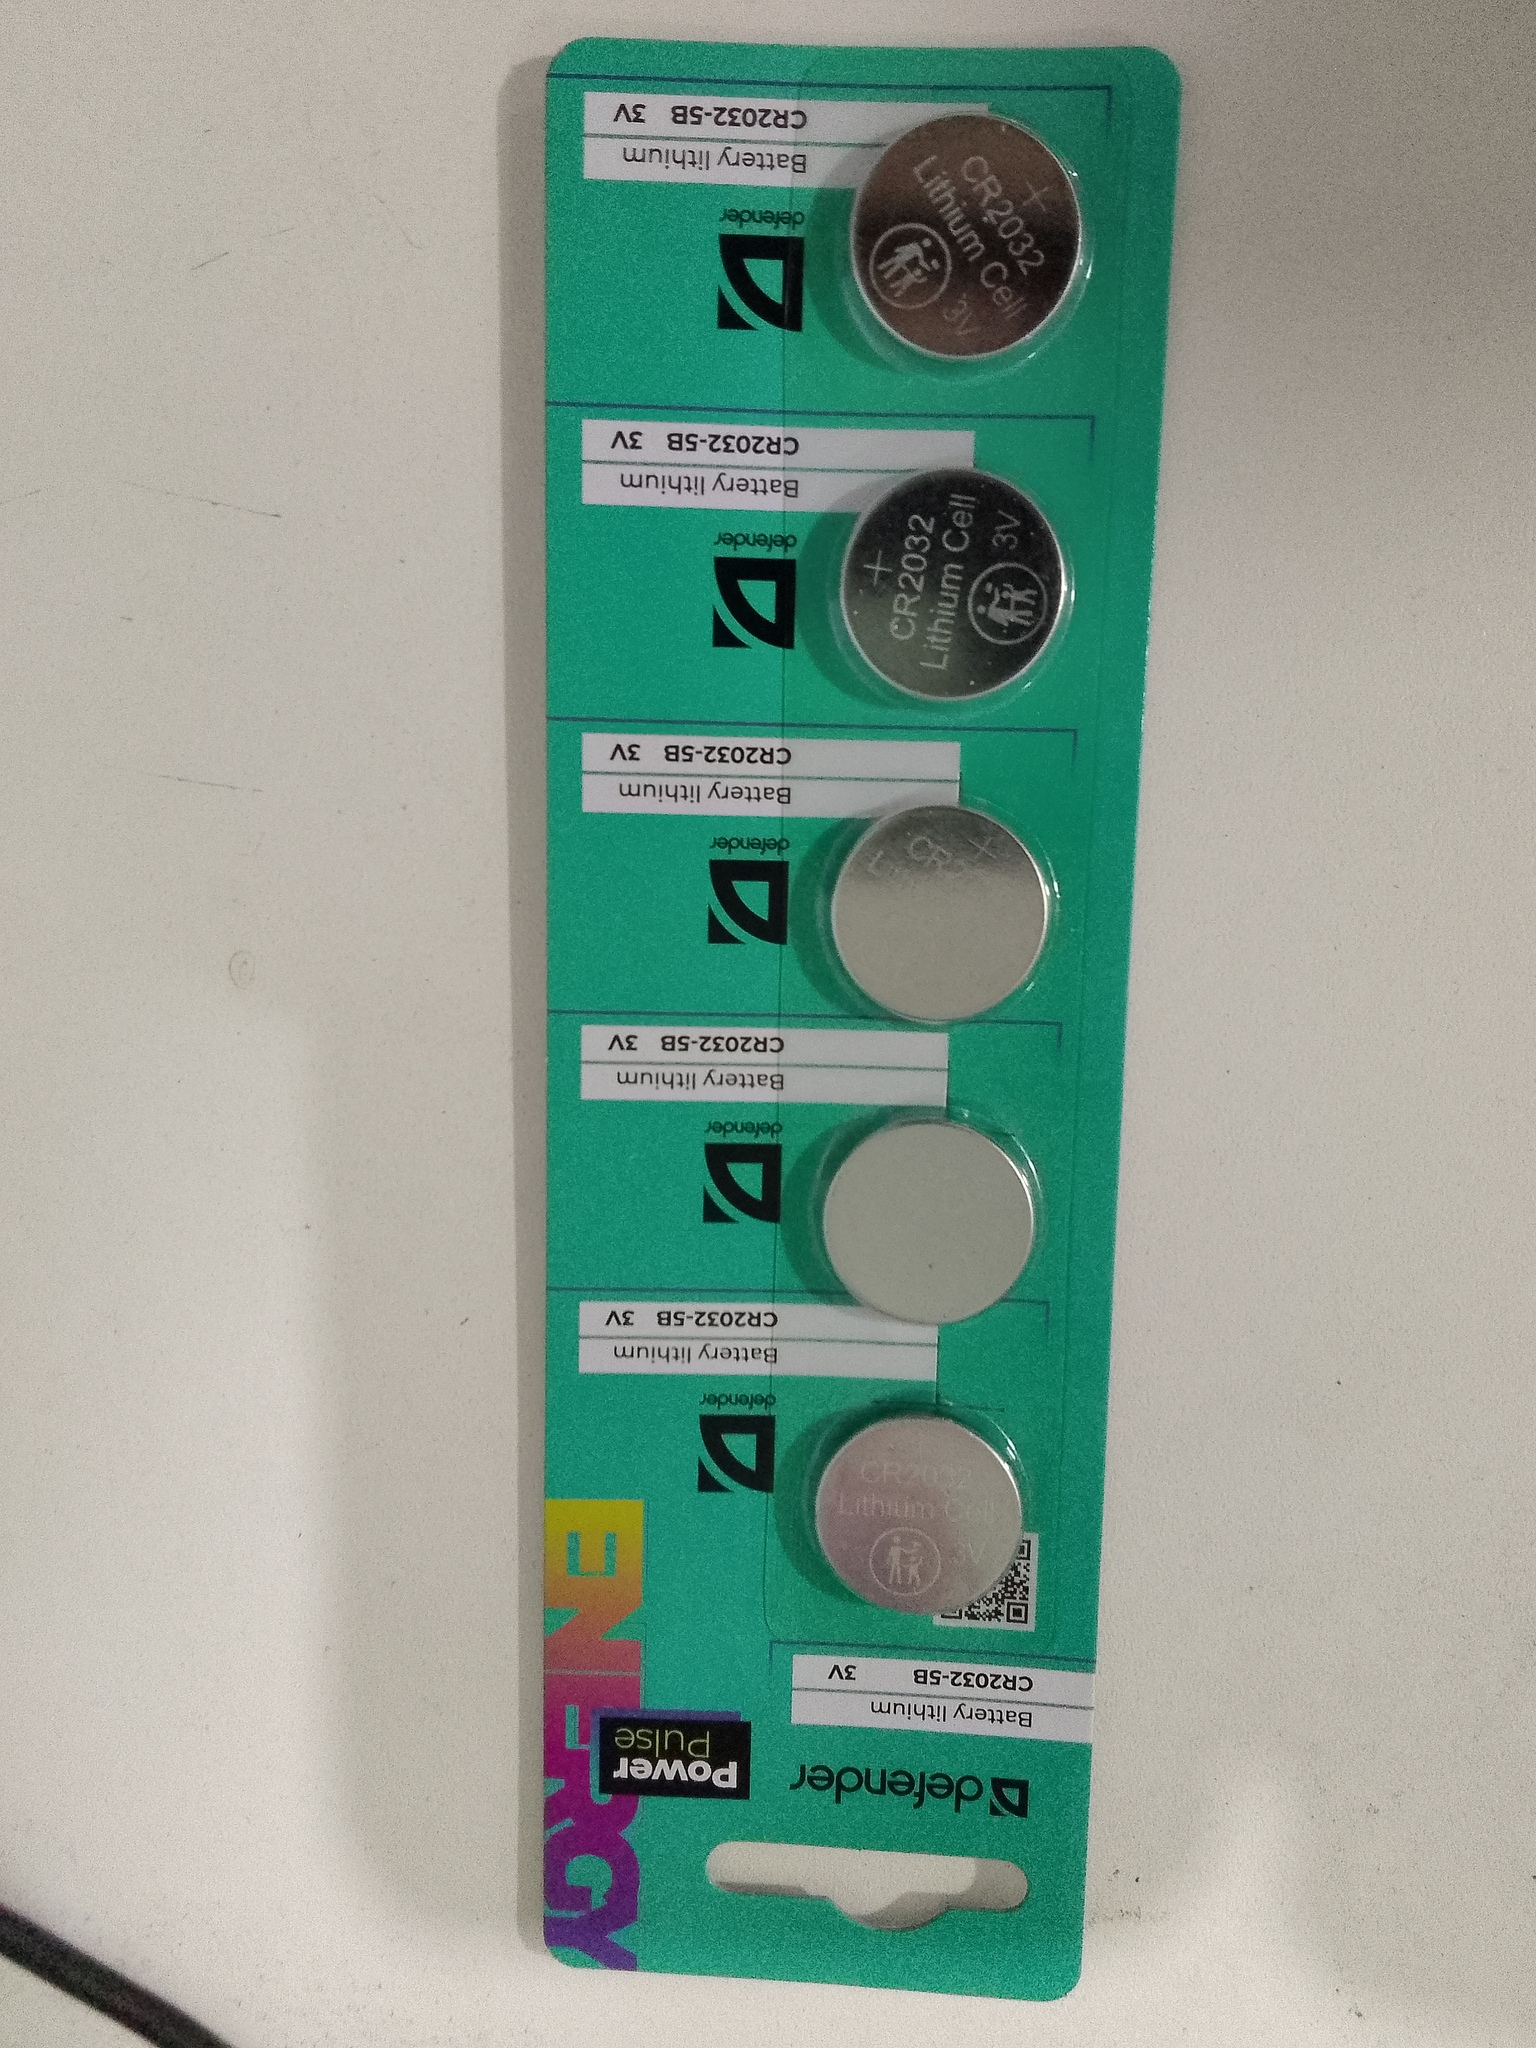 defender
Battery lithium
CR2032-5B 3V
Power
Pulse
ENERGY
CR2032
Lithium Cell
3V
defender
Battery lithium
CR2032-5B 3V
defender
Battery lithium
CR2032-5B 3V
+
CR2
L
defender
Battery lithium
CR2032-5B 3V
+
CR2032
Lithium Cell
3V
defender
Battery lithium
CR2032-5B 3V
+
CR2032
Lithium Cell
3V
defender
Battery lithium
CR2032-5B 3V